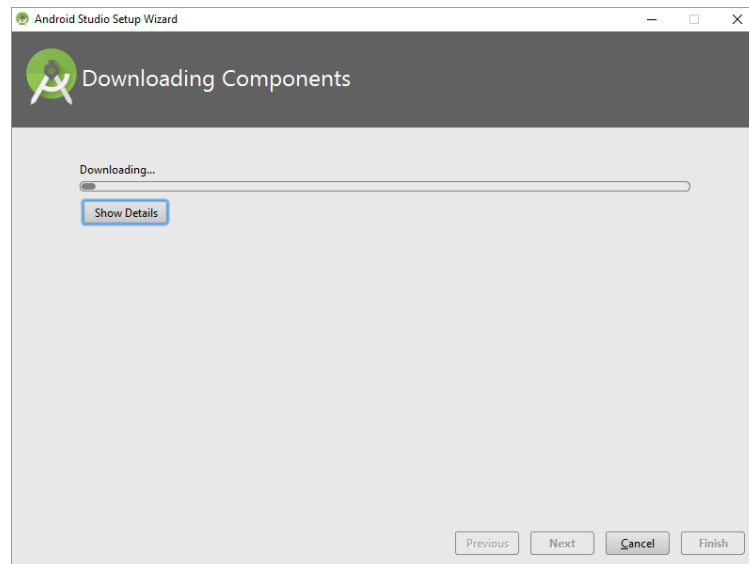 Android Studio Setup Wizard
Downloading Components
Downloading...
Show Details
Previous
Next
Cancel
Finish